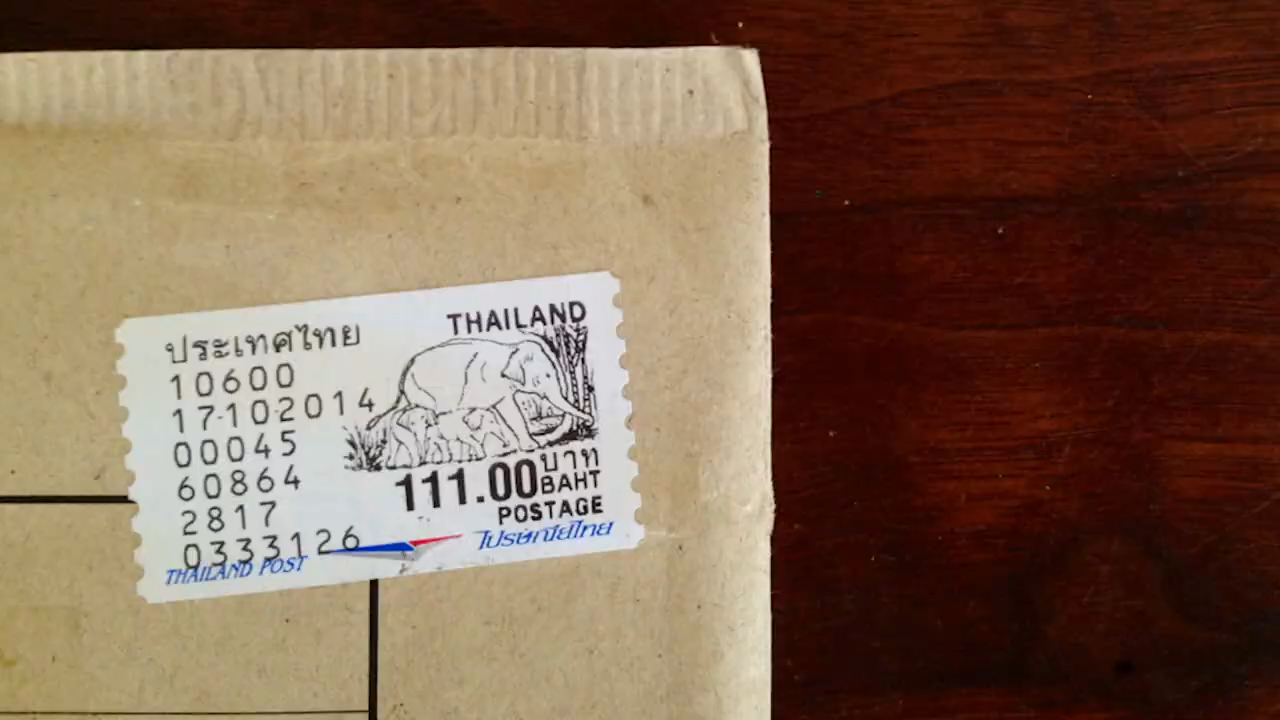 ประเทศไทย
10600
17-10-2014
00045
60864
2817
0333126
THAILAND POST
THAILAND
111.00 บาท
BAHT
POSTAGE
ไปรษณีย์ไทย